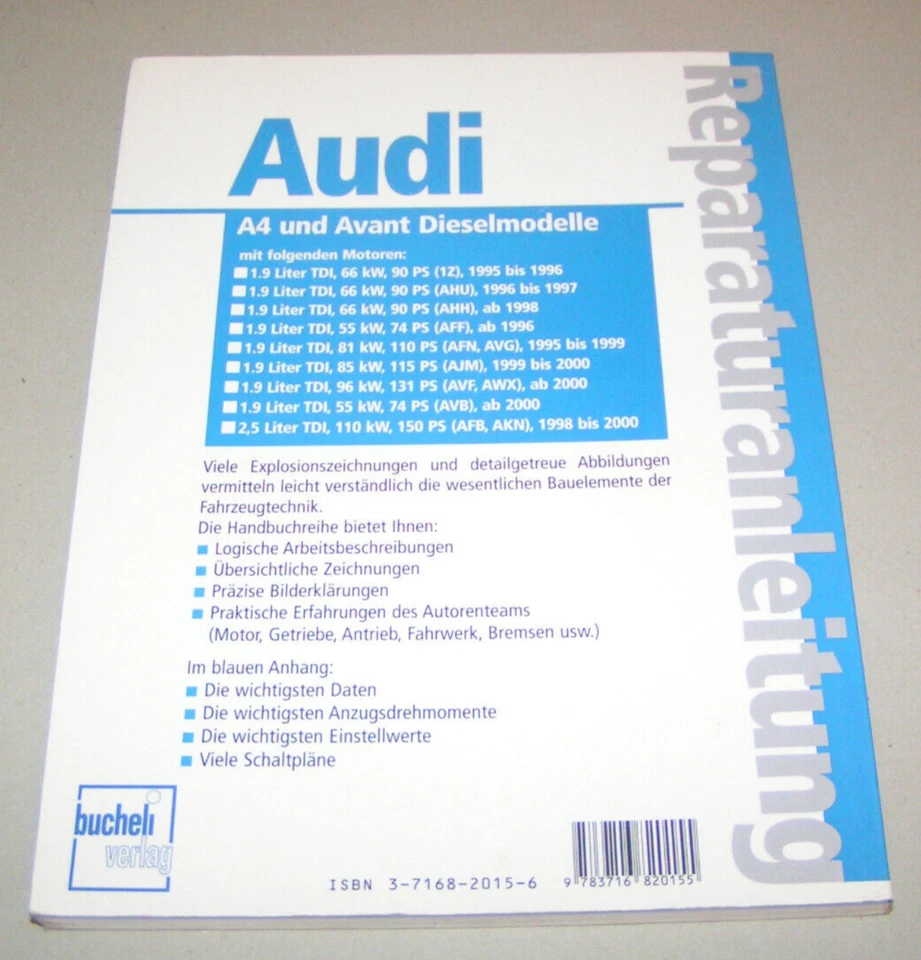 Audi
A4 und Avant Dieselmodelle
mit folgenden Motoren:
1.9 Liter TDI, 66 kW, 90 PS (1Z), 1995 bis 1996
1.9 Liter TDI, 66 kW, 90 PS (AHU), 1996 bis 1997
1.9 Liter TDI, 66 kW, 90 PS (AHH), ab 1998
1.9 Liter TDI, 55 kW, 74 PS (AFF), ab 1996
1.9 Liter TDI, 81 kW, 110 PS (AFN, AVG), 1995 bis 1999
1.9 Liter TDI, 85 kW, 115 PS (AJM), 1999 bis 2000
1.9 Liter TDI, 96 kW, 131 PS (AVF, AWX), ab 2000
1.9 Liter TDI, 55 kW, 74 PS (AVB), ab 2000
2,5 Liter TDI, 110 kW, 150 PS (AFB, AKN), 1998 bis 2000
Viele Explosionszeichnungen und detailgetreue Abbildungen
vermitteln leicht verständlich die wesentlichen Bauelemente der
Fahrzeugtechnik.
Die Handbuchreihe bietet Ihnen:
Logische Arbeitsbeschreibungen
Übersichtliche Zeichnungen
Präzise Bilderklärungen
Praktische Erfahrungen des Autorenteams
(Motor, Getriebe, Antrieb, Fahrwerk, Bremsen usw.)
Im blauen Anhang:
Die wichtigsten Daten
Die wichtigsten Anzugsdrehmomente
Die wichtigsten Einstellwerte
Viele Schaltpläne
bucheli
verlag
ISBN 3-7168-2015-6
9 783716 820155
Reparaturanleitung